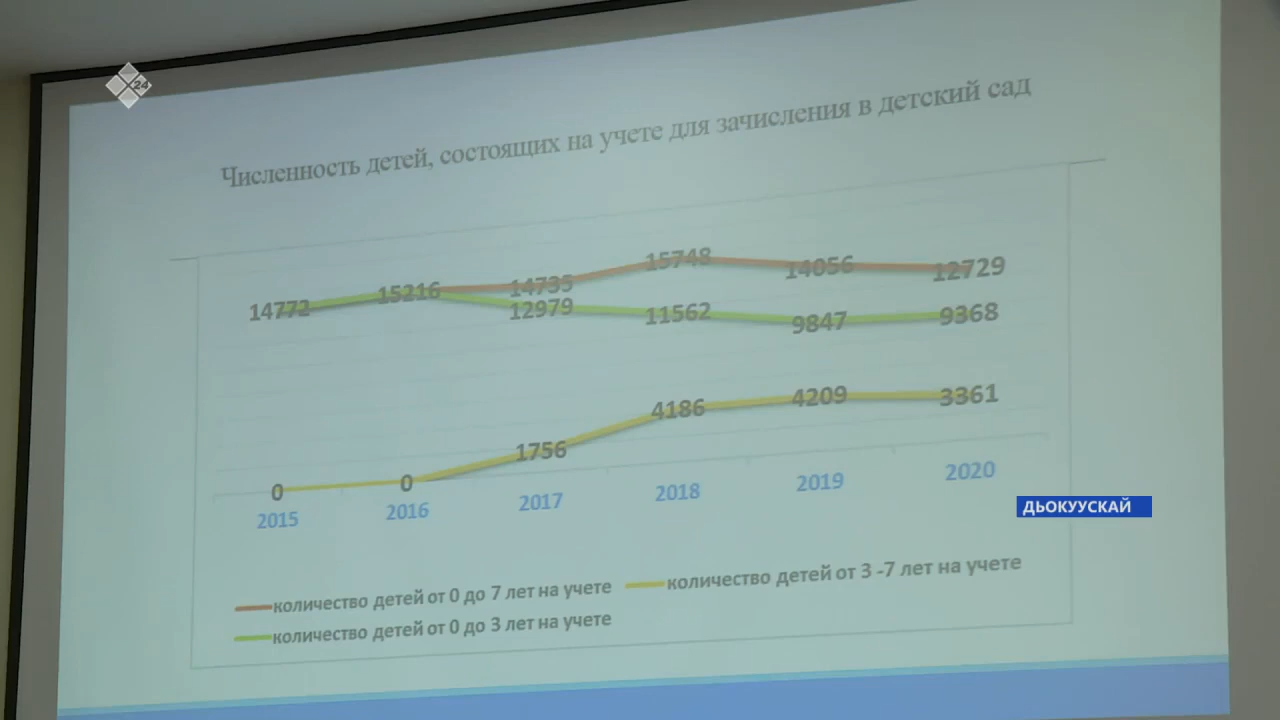 24
Численность детей, состоящих на учете для зачисления в детский сад
14772 15216 14735 15748 14056 12729
12979 11562 9847 9368
0 0 1756 4186 4209 3361
2015 2016 2017 2018 2019 2020
ДЬОКУУСКАЙ
количество детей от 0 до 7 лет на учете количество детей от 3 -7 лет на учете
количество детей от 0 до 3 лет на учете